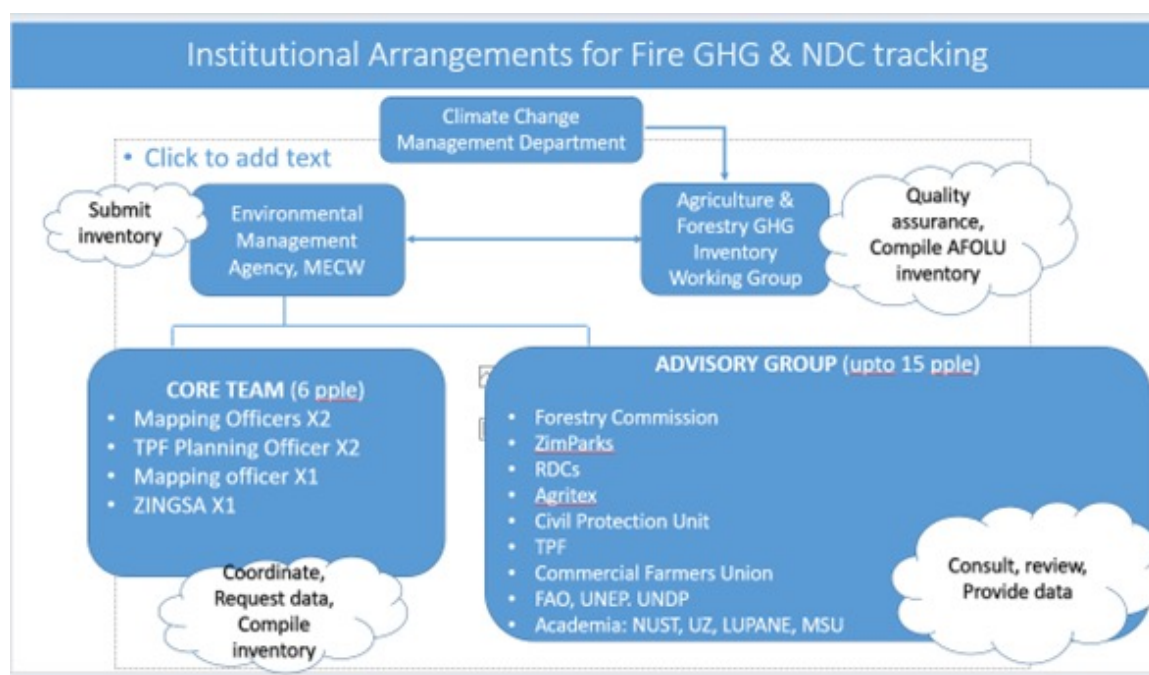 Institutional Arrangements for Fire GHG & NDC tracking
Climate Change
Management Department
• Click to add text
Submit
inventory
Environmental
Management
Agency, MECW
Agriculture &
Forestry GHG
Inventory
Working Group
Quality
assurance,
Compile AFOLU
inventory
CORE TEAM (6 pple)
• Mapping Officers X2
• TPF Planning Officer X2
• Mapping officer X1
• ZINGSA X1
Coordinate,
Request data,
Compile
inventory
ADVISORY GROUP (upto 15 pple)
• Forestry Commission
• ZimParks
• RDCs
• Agritex
• Civil Protection Unit
• TPF
• Commercial Farmers Union
• FAO, UNEP. UNDP
• Academia: NUST, UZ, LUPANE, MSU
Consult, review,
Provide data